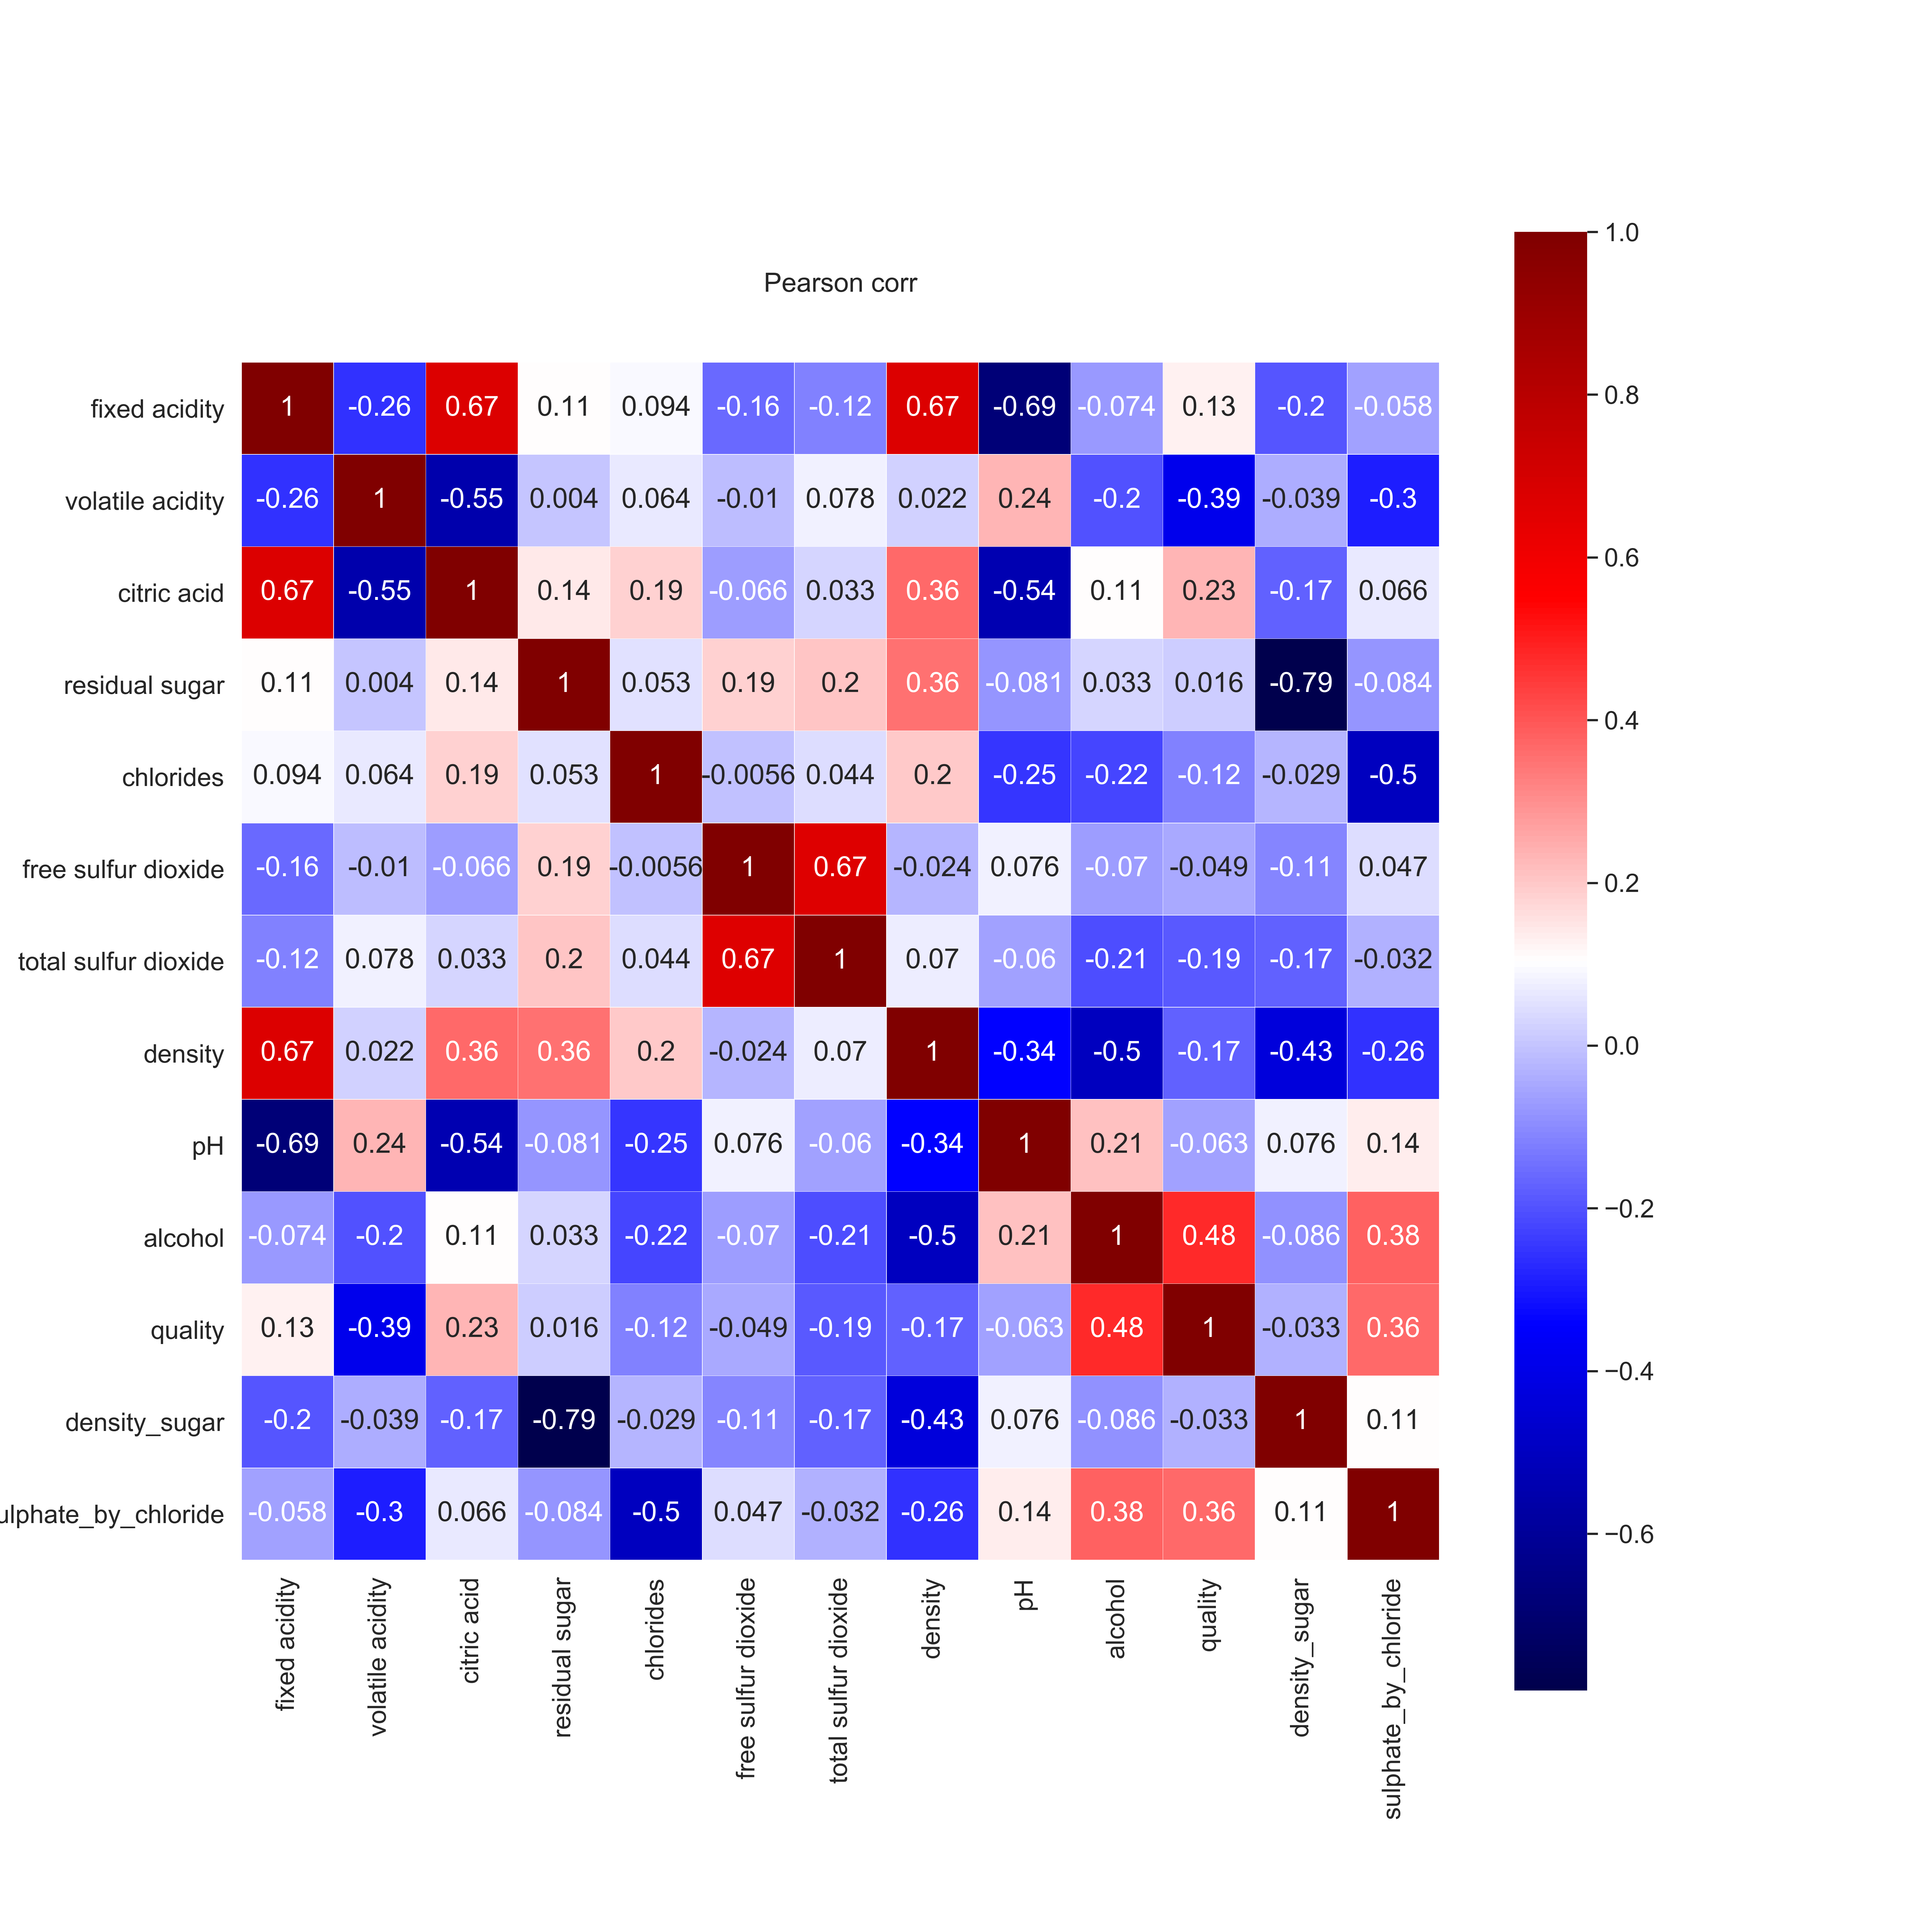 Pearson corr
1.0
0.8
0.6
0.4
0.2
0.0
−0.2
−0.4
−0.6
fixed acidity 1 -0.26 0.67 0.11 0.094 -0.16 -0.12 0.67 -0.69 -0.074 0.13 -0.2 -0.058
volatile acidity -0.26 1 -0.55 0.004 0.064 -0.01 0.078 0.022 0.24 -0.2 -0.39 -0.039 -0.3
citric acid 0.67 -0.55 1 0.14 0.19 -0.066 0.033 0.36 -0.54 0.11 0.23 -0.17 0.066
residual sugar 0.11 0.004 0.14 1 0.053 0.19 0.2 0.36 -0.081 0.033 0.016 -0.79 -0.084
chlorides 0.094 0.064 0.19 0.053 1 -0.0056 0.044 0.2 -0.25 -0.22 -0.12 -0.029 -0.5
free sulfur dioxide -0.16 -0.01 -0.066 0.19 -0.0056 1 0.67 -0.024 0.076 -0.07 -0.049 -0.11 0.047
total sulfur dioxide -0.12 0.078 0.033 0.2 0.044 0.67 1 0.07 -0.06 -0.21 -0.19 -0.17 -0.032
density 0.67 0.022 0.36 0.36 0.2 -0.024 0.07 1 -0.34 -0.5 -0.17 -0.43 -0.26
pH -0.69 0.24 -0.54 -0.081 -0.25 0.076 -0.06 -0.34 1 0.21 -0.063 0.076 0.14
alcohol -0.074 -0.2 0.11 0.033 -0.22 -0.07 -0.21 -0.5 0.21 1 0.48 -0.086 0.38
quality 0.13 -0.39 0.23 0.016 -0.12 -0.049 -0.19 -0.17 -0.063 0.48 1 -0.033 0.36
density_sugar -0.2 -0.039 -0.17 -0.79 -0.029 -0.11 -0.17 -0.43 0.076 -0.086 -0.033 1 0.11
ulphate_by_chloride -0.058 -0.3 0.066 -0.084 -0.5 0.047 -0.032 -0.26 0.14 0.38 0.36 0.11 1
fixed acidity
volatile acidity
citric acid
residual sugar
chlorides
free sulfur dioxide
total sulfur dioxide
density
pH
alcohol
quality
density_sugar
sulphate_by_chloride